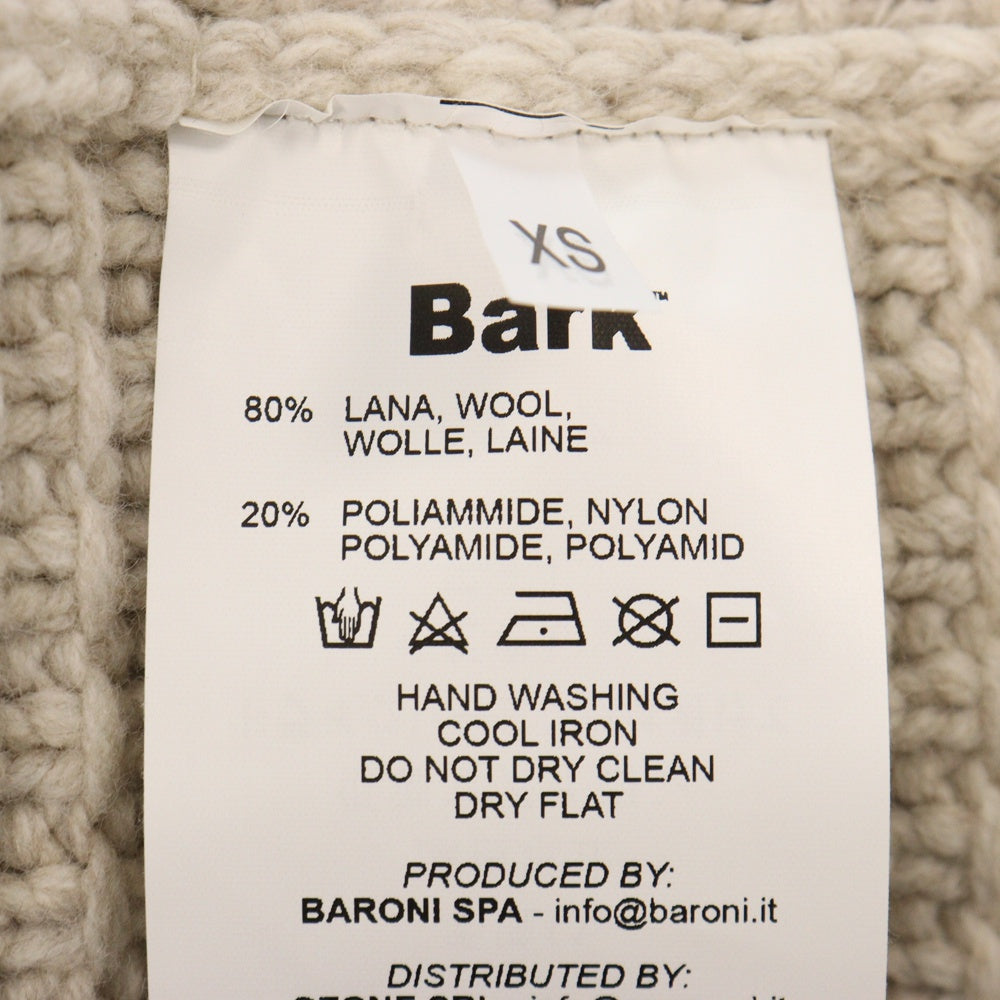 XS
Bark™
80% LANA, WOOL,
WOLLE, LAINE
20% POLIAMMIDE, NYLON
POLYAMIDE, POLYAMID
HAND WASHING
COOL IRON
DO NOT DRY CLEAN
DRY FLAT
PRODUCED BY:
BARONI SPA - info@baroni.it
DISTRIBUTED BY: